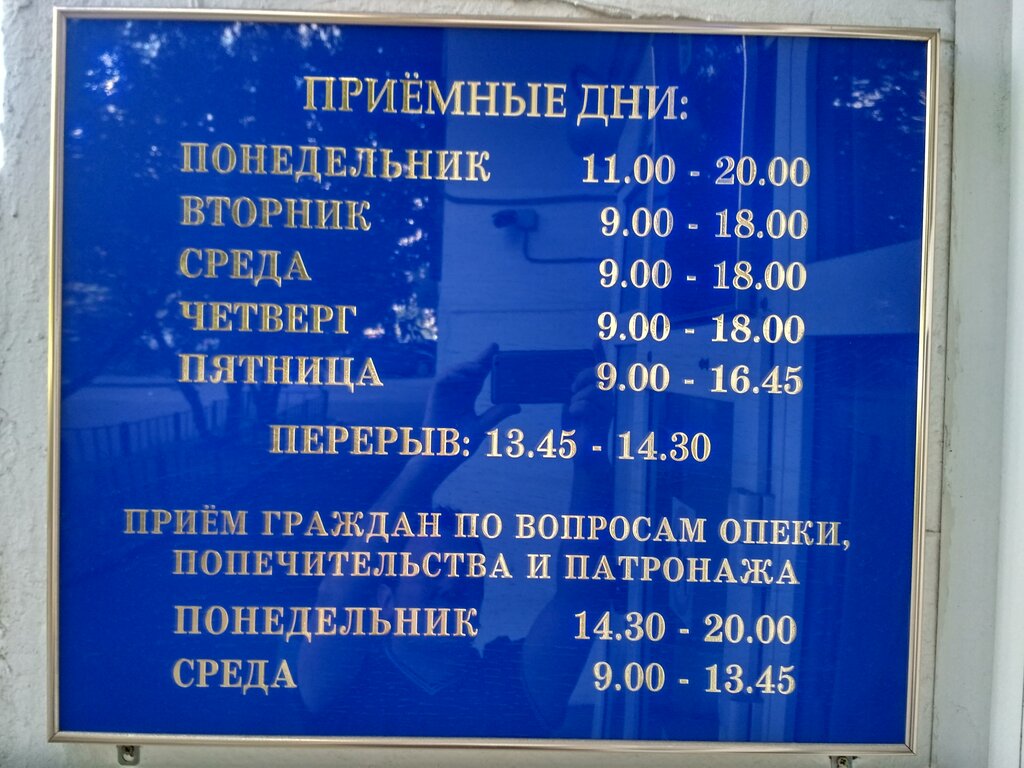 ПРИЁМНЫЕ ДНИ:
ПОНЕДЕЛЬНИК 11.00 - 20.00
ВТОРНИК 9.00 - 18.00
СРЕДА 9.00 - 18.00
ЧЕТВЕРГ 9.00 - 18.00
ПЯТНИЦА 9.00 - 16.45
ПЕРЕРЫВ: 13.45 - 14.30
ПРИЁМ ГРАЖДАН ПО ВОПРОСАМ ОПЕКИ,
ПОПЕЧИТЕЛЬСТВА И ПАТРОНАЖА
ПОНЕДЕЛЬНИК 14.30 - 20.00
СРЕДА 9.00 - 13.45